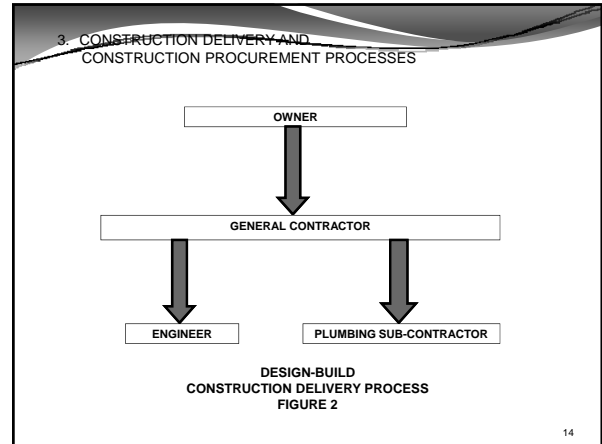 3. CONSTRUCTION DELIVERY AND
CONSTRUCTION PROCUREMENT PROCESSES
OWNER
GENERAL CONTRACTOR
ENGINEER
PLUMBING SUB-CONTRACTOR
DESIGN-BUILD
CONSTRUCTION DELIVERY PROCESS
FIGURE 2
14